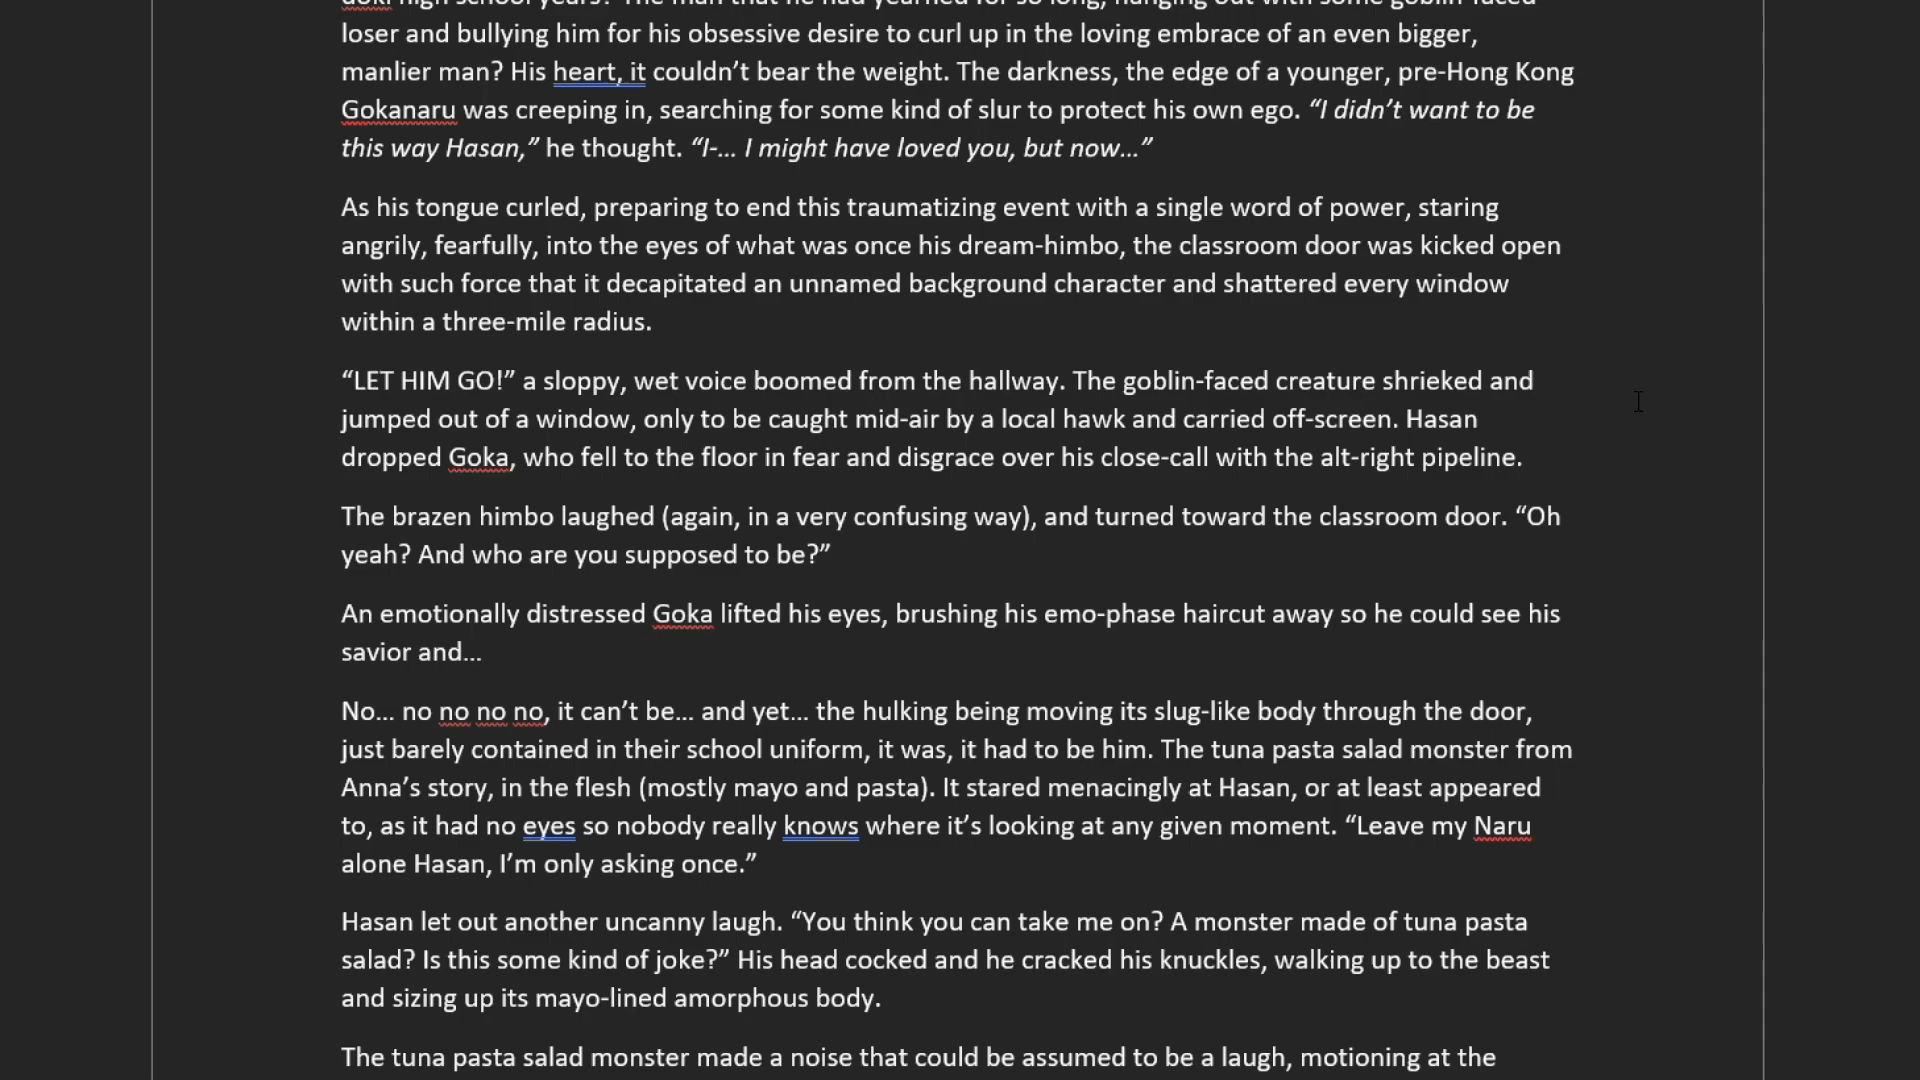 doki high school years? The man that he had yearned for so long, hanging out with some goblin-faced
loser and bullying him for his obsessive desire to curl up in the loving embrace of an even bigger,
manlier man? His heart, it couldn’t bear the weight. The darkness, the edge of a younger, pre-Hong Kong
Gokanaru was creeping in, searching for some kind of slur to protect his own ego. “I didn’t want to be
this way Hasan,” he thought. “I-... I might have loved you, but now...”
As his tongue curled, preparing to end this traumatizing event with a single word of power, staring
angrily, fearfully, into the eyes of what was once his dream-himbo, the classroom door was kicked open
with such force that it decapitated an unnamed background character and shattered every window
within a three-mile radius.
“LET HIM GO!” a sloppy, wet voice boomed from the hallway. The goblin-faced creature shrieked and
jumped out of a window, only to be caught mid-air by a local hawk and carried off-screen. Hasan
dropped Goka, who fell to the floor in fear and disgrace over his close-call with the alt-right pipeline.
The brazen himbo laughed (again, in a very confusing way), and turned toward the classroom door. “Oh
yeah? And who are you supposed to be?”
An emotionally distressed Goka lifted his eyes, brushing his emo-phase haircut away so he could see his
savior and...
No... no no no no, it can’t be... and yet... the hulking being moving its slug-like body through the door,
just barely contained in their school uniform, it was, it had to be him. The tuna pasta salad monster from
Anna’s story, in the flesh (mostly mayo and pasta). It stared menacingly at Hasan, or at least appeared
to, as it had no eyes so nobody really knows where it’s looking at any given moment. “Leave my Naru
alone Hasan, I’m only asking once.”
Hasan let out another uncanny laugh. “You think you can take me on? A monster made of tuna pasta
salad? Is this some kind of joke?” His head cocked and he cracked his knuckles, walking up to the beast
and sizing up its mayo-lined amorphous body.
The tuna pasta salad monster made a noise that could be assumed to be a laugh, motioning at the